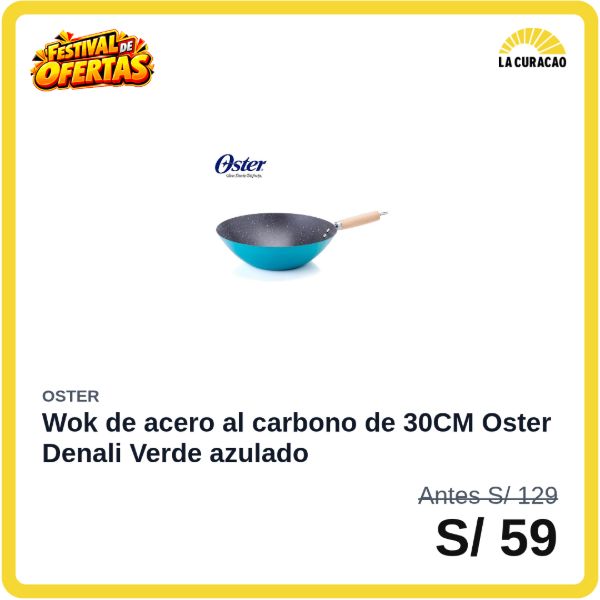 FESTIVAL DE
OFERTAS
LA CURACAO
Oster
OSTER
Wok de acero al carbono de 30CM Oster
Denali Verde azulado
Antes S/ 129
S/ 59